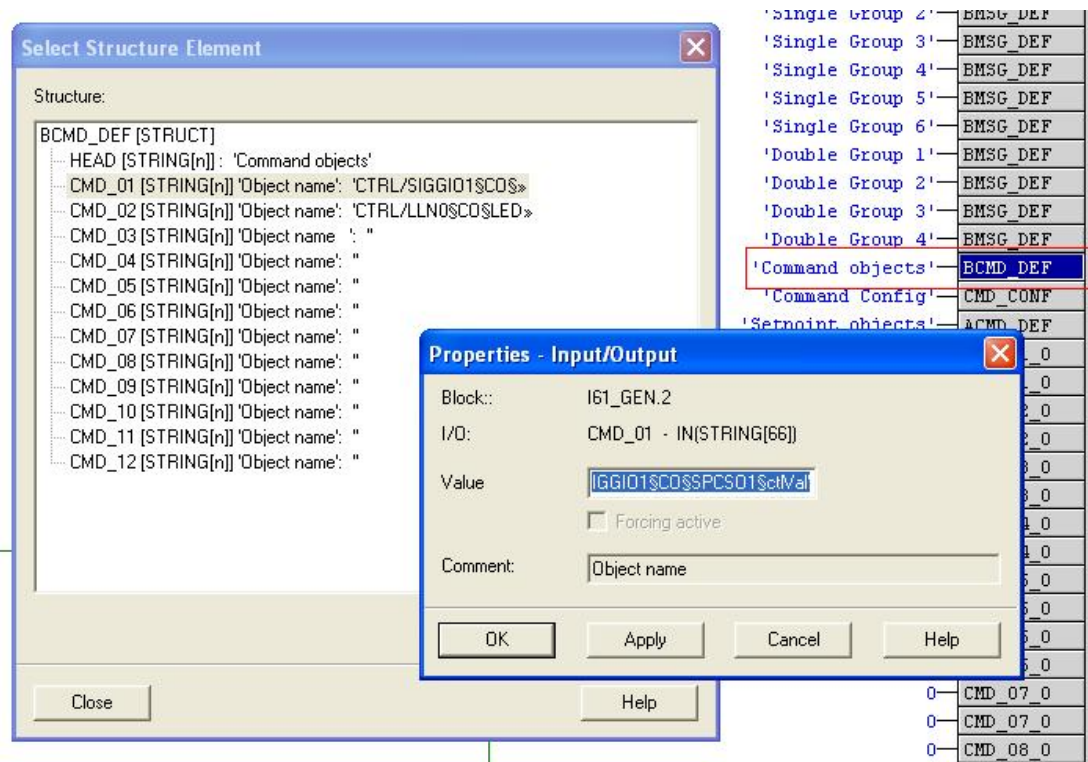 Select Structure Element
Structure:
BCMD_DEF [STRUCT]
HEAD [STRING[n]] : 'Command objects'
CMD_01 [STRING[n]] 'Object name': 'CTRL/SIGGIO1§CO§»
CMD_02 [STRING[n]] 'Object name': 'CTRL/LLN0§CO§LED»
CMD_03 [STRING[n]] 'Object name ': ''
CMD_04 [STRING[n]] 'Object name': ''
CMD_05 [STRING[n]] 'Object name': ''
CMD_06 [STRING[n]] 'Object name': ''
CMD_07 [STRING[n]] 'Object name': ''
CMD_08 [STRING[n]] 'Object name': ''
CMD_09 [STRING[n]] 'Object name': ''
CMD_10 [STRING[n]] 'Object name': ''
CMD_11 [STRING[n]] 'Object name': ''
CMD_12 [STRING[n]] 'Object name': ''
Close
Help
Properties - Input/Output
Block::
I61_GEN.2
I/O:
CMD_01 - IN(STRING[66])
Value
IGGIO1§CO§SPCSO1§ctlVal'
Forcing active
Comment:
Object name
OK
Apply
Cancel
Help
'Single Group 2' BMSG_DEF
'Single Group 3' BMSG_DEF
'Single Group 4' BMSG_DEF
'Single Group 5' BMSG_DEF
'Single Group 6' BMSG_DEF
'Double Group 1' BMSG_DEF
'Double Group 2' BMSG_DEF
'Double Group 3' BMSG_DEF
'Double Group 4' BMSG_DEF
'Command objects' BCMD_DEF
'Command Config' CMD_CONF
'Setpoint objects' ACMD_DEF
0 CMD_07_0
0 CMD_07_0
0 CMD_08_0